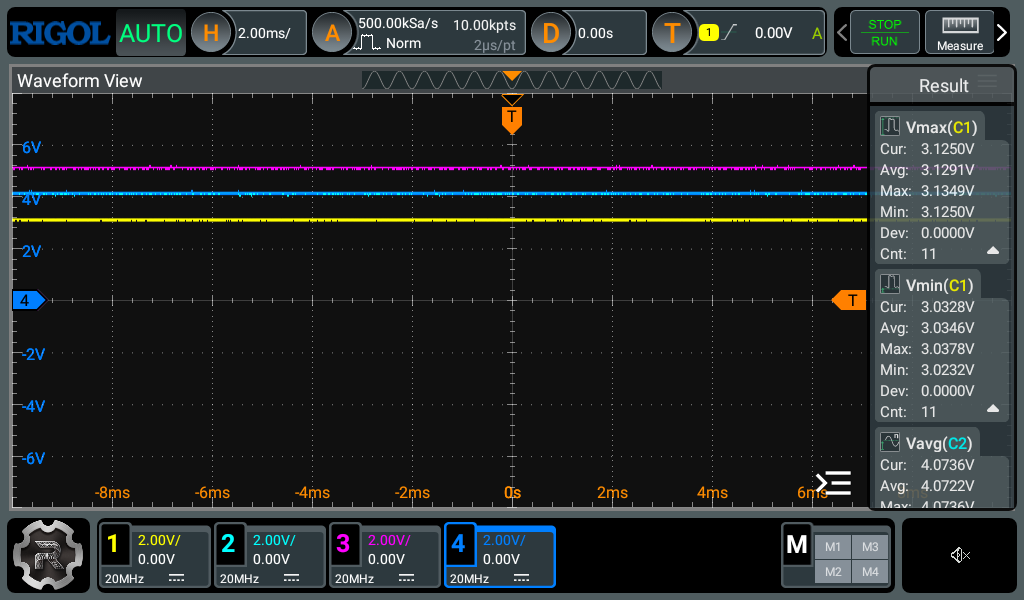 RIGOL AUTO H 2.00ms/ A 500.00kSa/s 10.00kpts D 0.00s T 1 0.00V A STOP
Norm 2μs/pt RUN Measure
Waveform View Result
T
6V
4V
2V
4 T
-2V
-4V
-6V
-8ms -6ms -4ms -2ms 0s 2ms 4ms 6ms
Vmax(C1)
Cur: 3.1250V
Avg: 3.1291V
Max: 3.1349V
Min: 3.1250V
Dev: 0.0000V
Cnt: 11
Vmin(C1)
Cur: 3.0328V
Avg: 3.0346V
Max: 3.0378V
Min: 3.0232V
Dev: 0.0000V
Cnt: 11
Vavg(C2)
Cur: 4.0736V
Avg: 4.0722V
Max: 4.0736V
R
1 2.00V/
0.00V
20MHz
2 2.00V/
0.00V
20MHz
3 2.00V/
0.00V
20MHz
4 2.00V/
0.00V
20MHz
M M1 M3
M2 M4